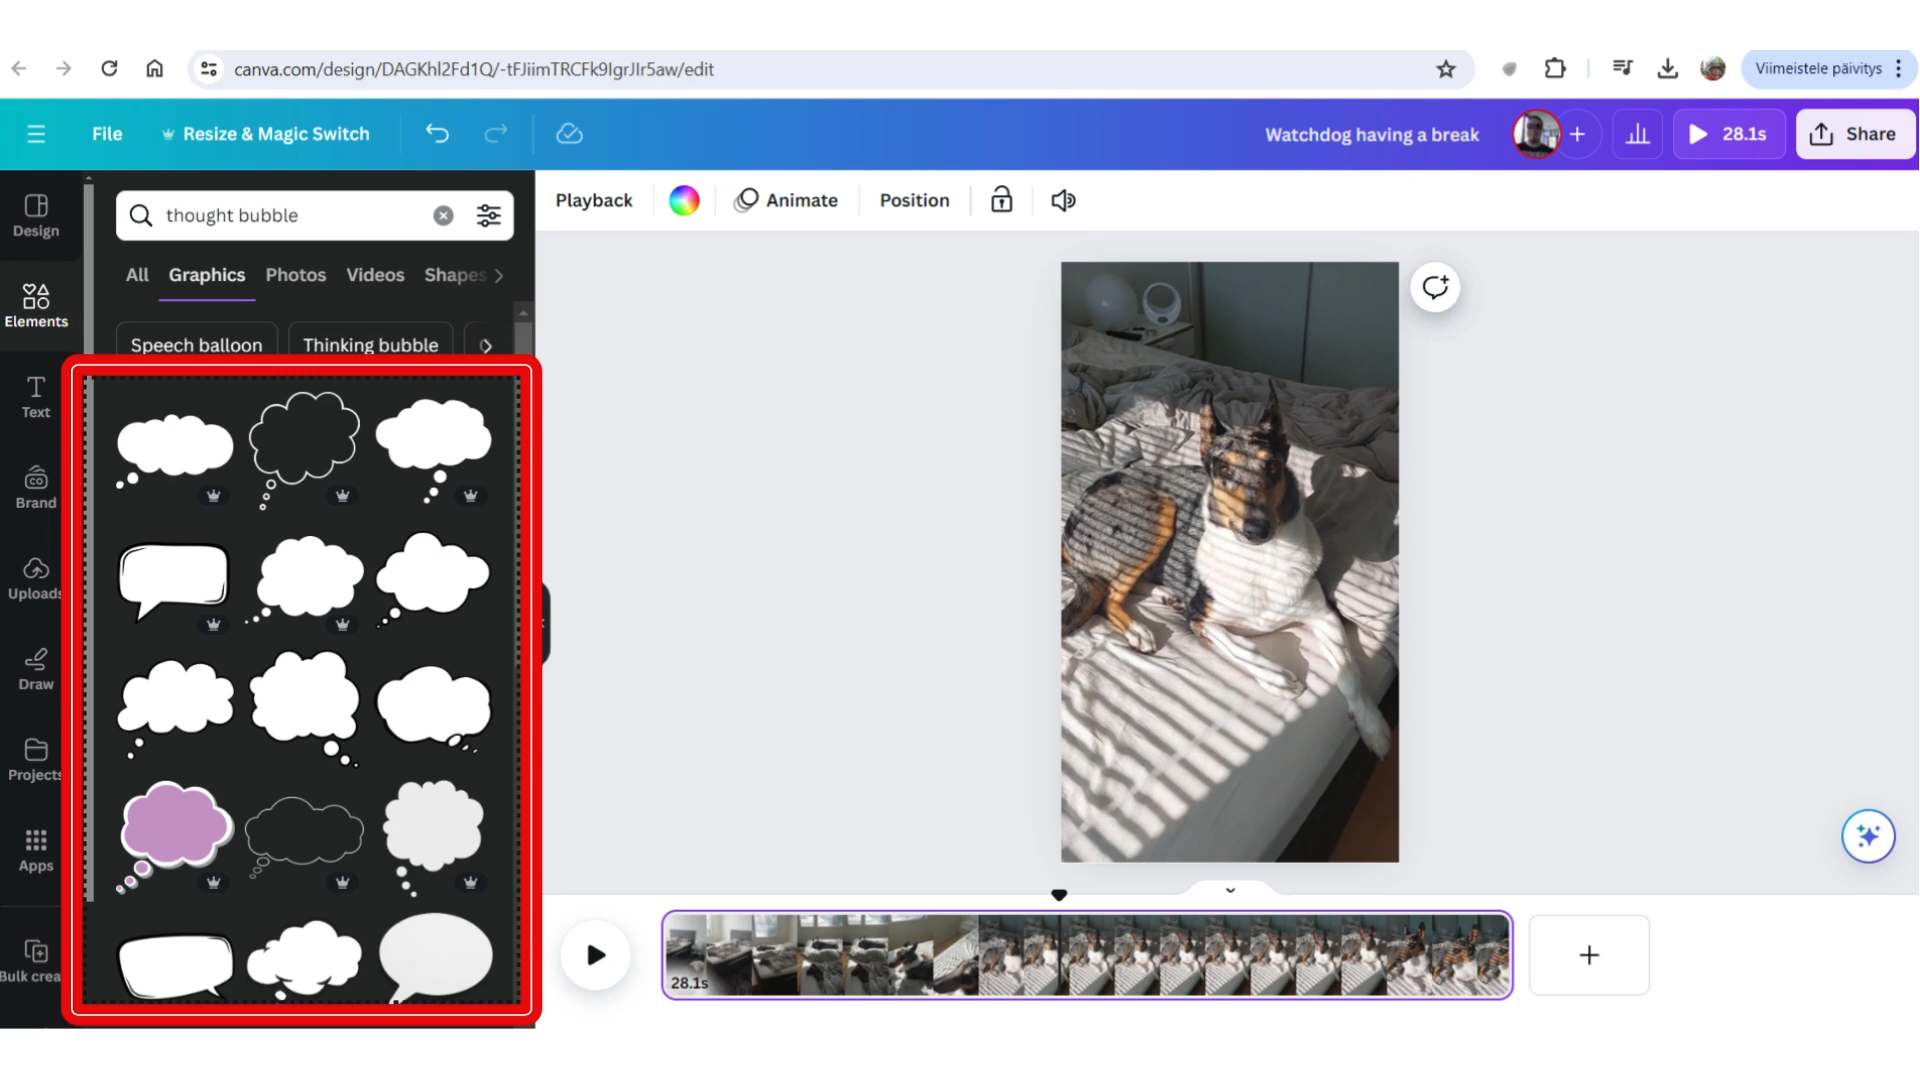 canva.com/design/DAGKhl2Fd1Q/-tFJiimTRCFk9IgrJIr5aw/edit
Viimeistele päivitys
File
Resize & Magic Switch
Watchdog having a break
28.1s
Share
Design
thought bubble
Playback
Animate
Position
All
Graphics
Photos
Videos
Shapes
Elements
Speech balloon
Thinking bubble
Text
CO
Brand
Uploads
Draw
Projects
Apps
Bulk crea
28.1s